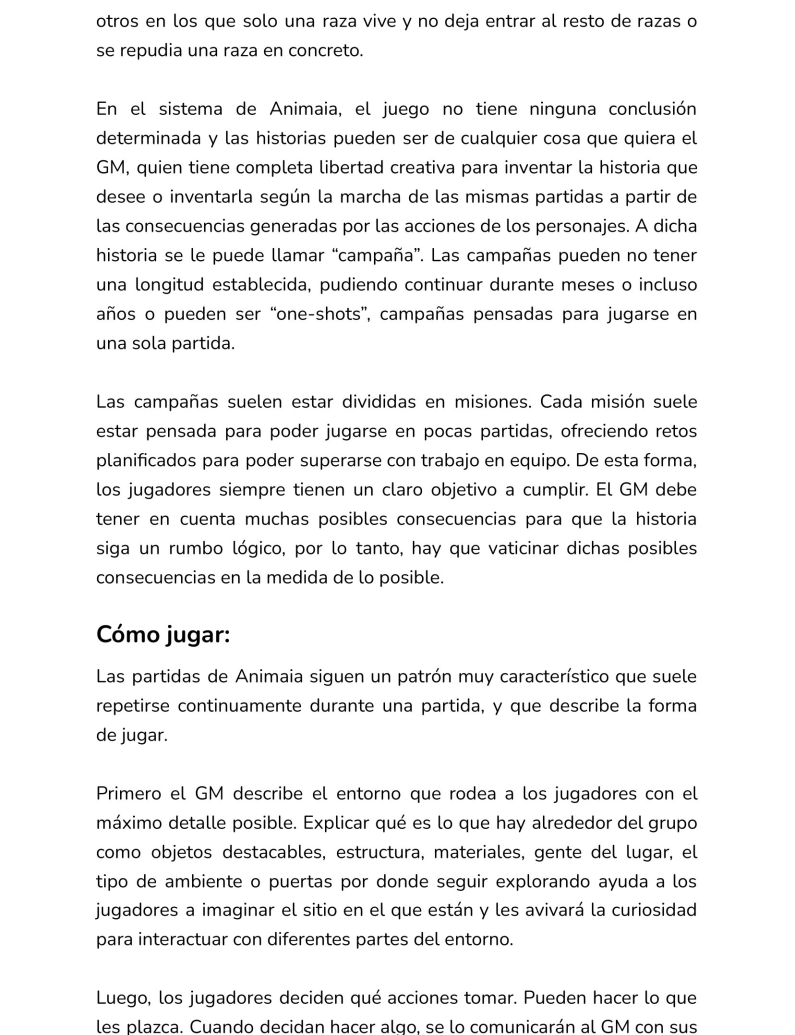 otros en los que solo una raza vive y no deja entrar al resto de razas o
se repudia una raza en concreto.
En el sistema de Animaia, el juego no tiene ninguna conclusión
determinada y las historias pueden ser de cualquier cosa que quiera el
GM, quien tiene completa libertad creativa para inventar la historia que
desee o inventarla según la marcha de las mismas partidas a partir de
las consecuencias generadas por las acciones de los personajes. A dicha
historia se le puede llamar “campaña”. Las campañas pueden no tener
una longitud establecida, pudiendo continuar durante meses o incluso
años o pueden ser “one-shots”, campañas pensadas para jugarse en
una sola partida.
Las campañas suelen estar divididas en misiones. Cada misión suele
estar pensada para poder jugarse en pocas partidas, ofreciendo retos
planificados para poder superarse con trabajo en equipo. De esta forma,
los jugadores siempre tienen un claro objetivo a cumplir. El GM debe
tener en cuenta muchas posibles consecuencias para que la historia
siga un rumbo lógico, por lo tanto, hay que vaticinar dichas posibles
consecuencias en la medida de lo posible.
Cómo jugar:
Las partidas de Animaia siguen un patrón muy característico que suele
repetirse continuamente durante una partida, y que describe la forma
de jugar.
Primero el GM describe el entorno que rodea a los jugadores con el
máximo detalle posible. Explicar qué es lo que hay alrededor del grupo
como objetos destacables, estructura, materiales, gente del lugar, el
tipo de ambiente o puertas por donde seguir explorando ayuda a los
jugadores a imaginar el sitio en el que están y les avivará la curiosidad
para interactuar con diferentes partes del entorno.
Luego, los jugadores deciden qué acciones tomar. Pueden hacer lo que
les plazca. Cuando decidan hacer algo, se lo comunicarán al GM con sus